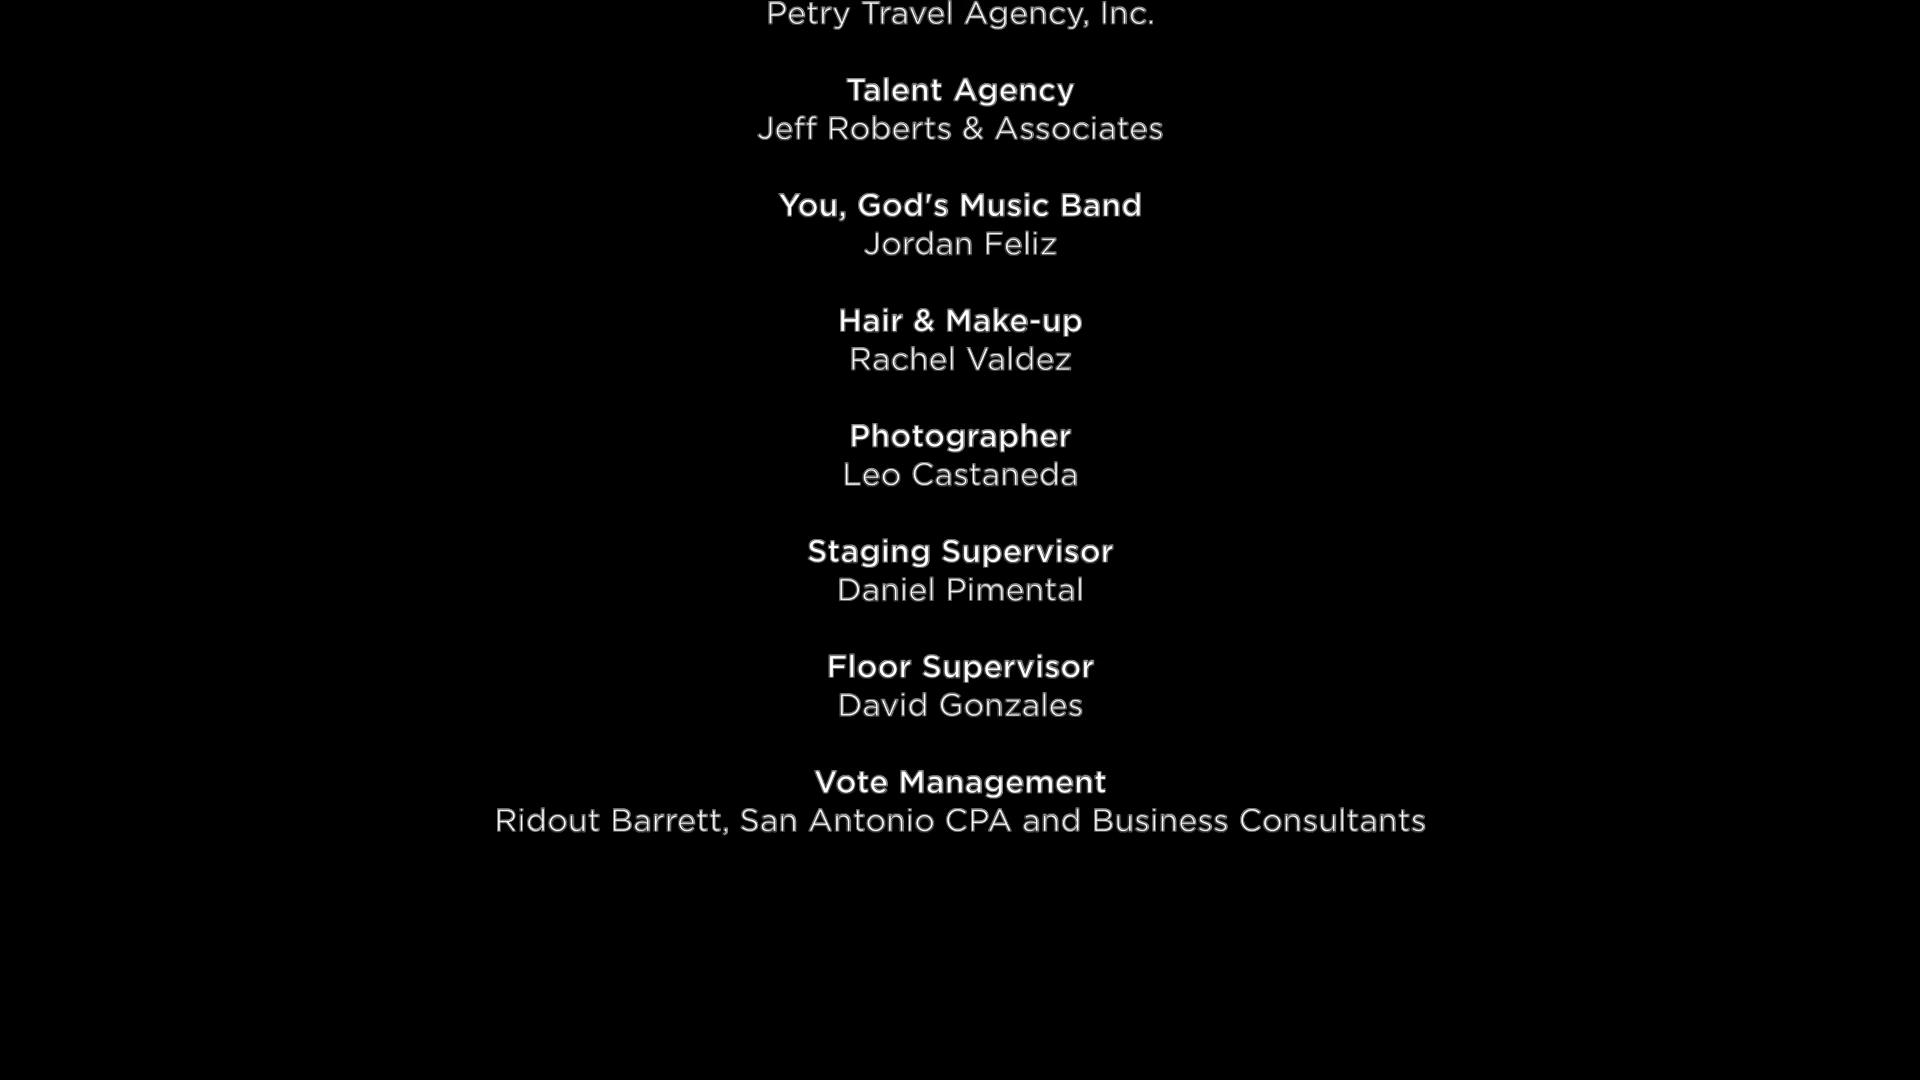 Petry Travel Agency, Inc.
Talent Agency
Jeff Roberts & Associates
You, God's Music Band
Jordan Feliz
Hair & Make-up
Rachel Valdez
Photographer
Leo Castaneda
Staging Supervisor
Daniel Pimental
Floor Supervisor
David Gonzales
Vote Management
Ridout Barrett, San Antonio CPA and Business Consultants